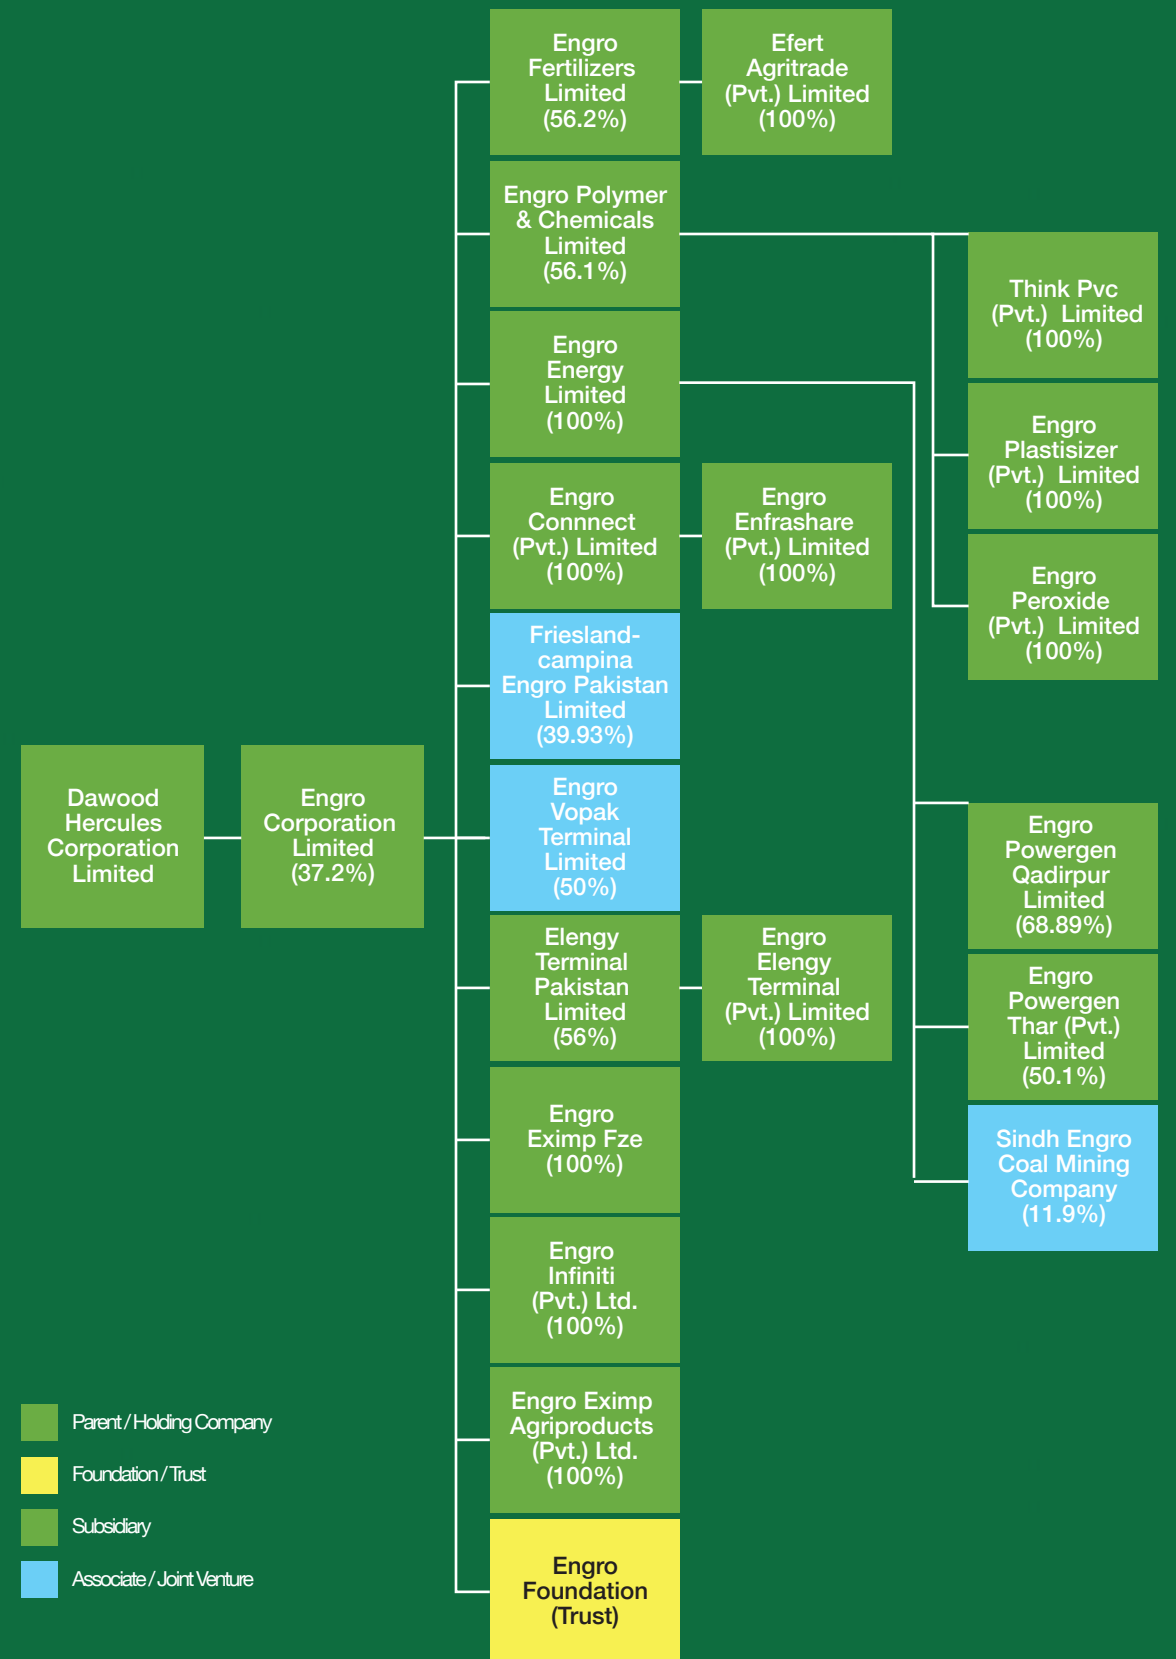 Engro
Fertilizers
Limited
(56.2%)
Efert
Agritrade
(Pvt.) Limited
(100%)
Engro Polymer
& Chemicals
Limited
(56.1%)
Think Pvc
(Pvt.) Limited
(100%)
Engro
Energy
Limited
(100%)
Engro
Plastisizer
(Pvt.) Limited
(100%)
Engro
Connnect
(Pvt.) Limited
(100%)
Engro
Enfrashare
(Pvt.) Limited
(100%)
Engro
Peroxide
(Pvt.) Limited
(100%)
Friesland-
campina
Engro Pakistan
Limited
(39.93%)
Dawood
Hercules
Corporation
Limited
Engro
Corporation
Limited
(37.2%)
Engro
Vopak
Terminal
Limited
(50%)
Engro
Powergen
Qadirpur
Limited
(68.89%)
Elengy
Terminal
Pakistan
Limited
(56%)
Engro
Elengy
Terminal
(Pvt.) Limited
(100%)
Engro
Powergen
Thar (Pvt.)
Limited
(50.1%)
Engro
Eximp Fze
(100%)
Sindh Engro
Coal Mining
Company
(11.9%)
Engro
Infiniti
(Pvt.) Ltd.
(100%)
Engro Eximp
Agriproducts
(Pvt.) Ltd.
(100%)
Engro
Foundation
(Trust)
Parent / Holding Company
Foundation / Trust
Subsidiary
Associate / Joint Venture